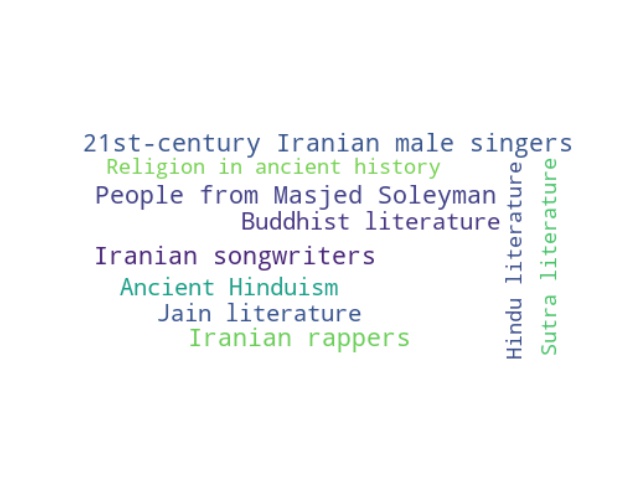 21st-century Iranian male singers
Religion in ancient history
People from Masjed Soleyman
Buddhist literature
Iranian songwriters
Ancient Hinduism
Jain literature
Iranian rappers
Hindu literature
Sutra literature